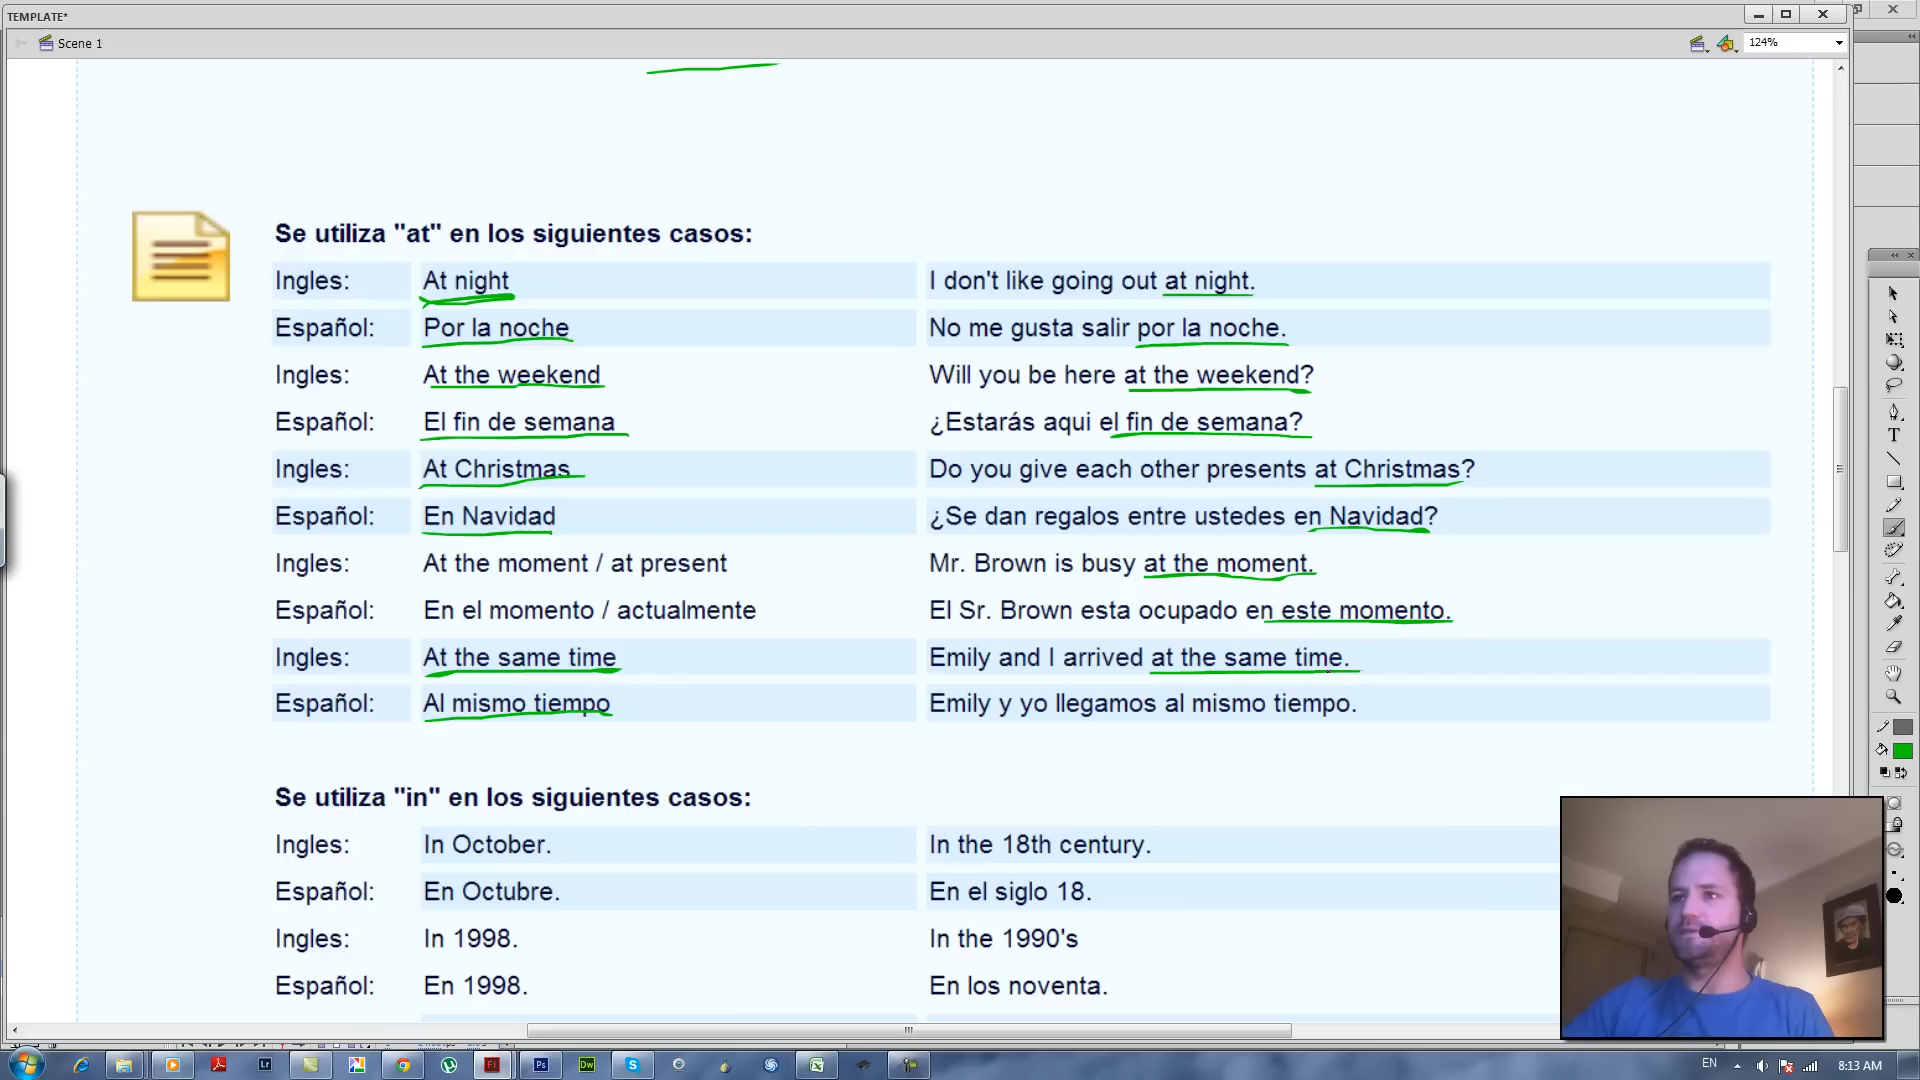 TEMPLATE*
Scene 1
124%
Se utiliza "at" en los siguientes casos:
Ingles: At night I don't like going out at night.
Español: Por la noche No me gusta salir por la noche.
Ingles: At the weekend Will you be here at the weekend?
Español: El fin de semana ¿Estarás aqui el fin de semana?
Ingles: At Christmas Do you give each other presents at Christmas?
Español: En Navidad ¿Se dan regalos entre ustedes en Navidad?
Ingles: At the moment / at present Mr. Brown is busy at the moment.
Español: En el momento / actualmente El Sr. Brown esta ocupado en este momento.
Ingles: At the same time Emily and I arrived at the same time.
Español: Al mismo tiempo Emily y yo llegamos al mismo tiempo.
Se utiliza "in" en los siguientes casos:
Ingles: In October. In the 18th century.
Español: En Octubre. En el siglo 18.
Ingles: In 1998. In the 1990's
Español: En 1998. En los noventa.
Lr Fl Ps Dw EN 8:13 AM